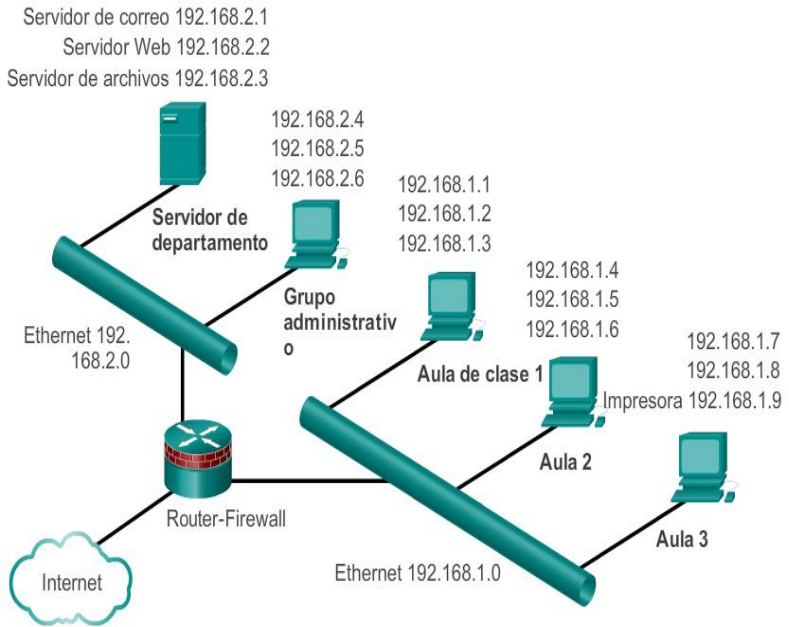 Servidor de correo 192.168.2.1
Servidor Web 192.168.2.2
Servidor de archivos 192.168.2.3
192.168.2.4
192.168.2.5
192.168.2.6
Servidor de
departamento
192.168.1.1
192.168.1.2
192.168.1.3
Grupo
administrativ
o
192.168.1.4
192.168.1.5
192.168.1.6
Ethernet 192.
168.2.0
Aula de clase 1
192.168.1.7
192.168.1.8
Impresora 192.168.1.9
Aula 2
Router-Firewall
Aula 3
Ethernet 192.168.1.0
Internet